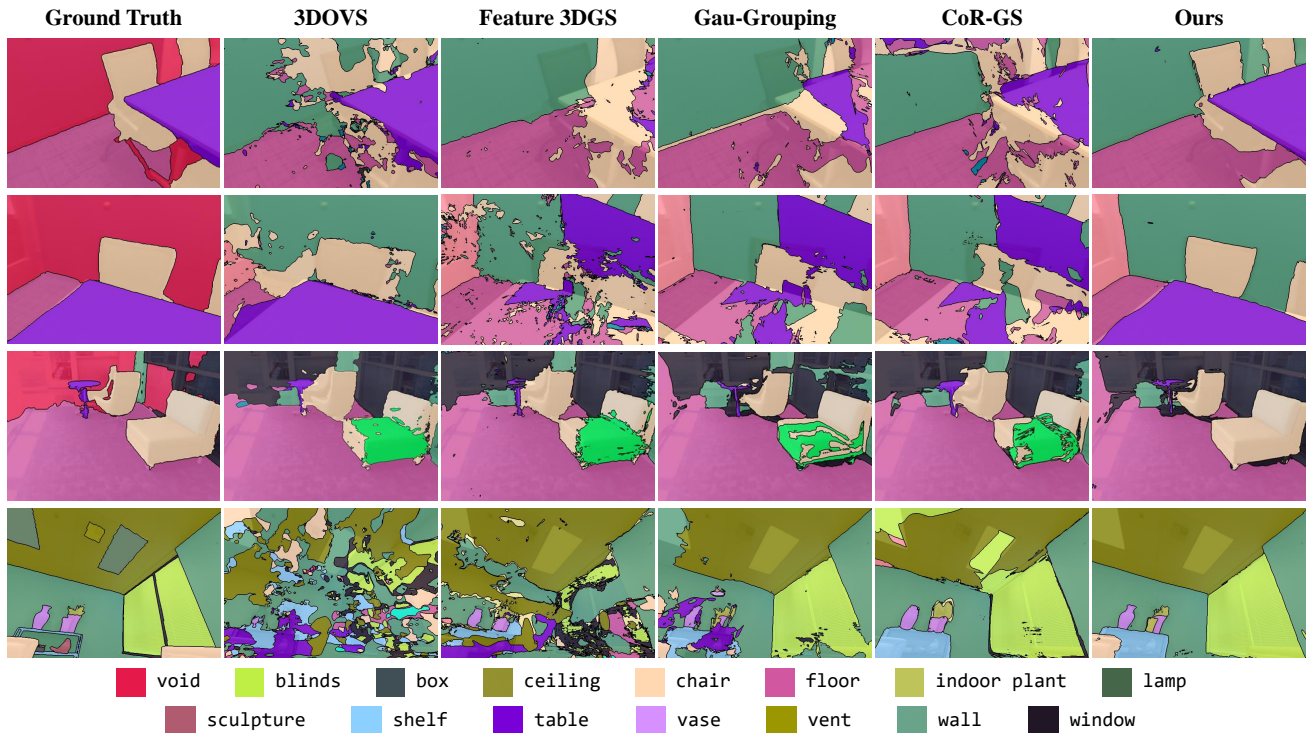 Ground Truth 3DOVS Feature 3DGS Gau-Grouping CoR-GS Ours
void blinds box ceiling chair floor indoor plant lamp
sculpture shelf table vase vent wall window